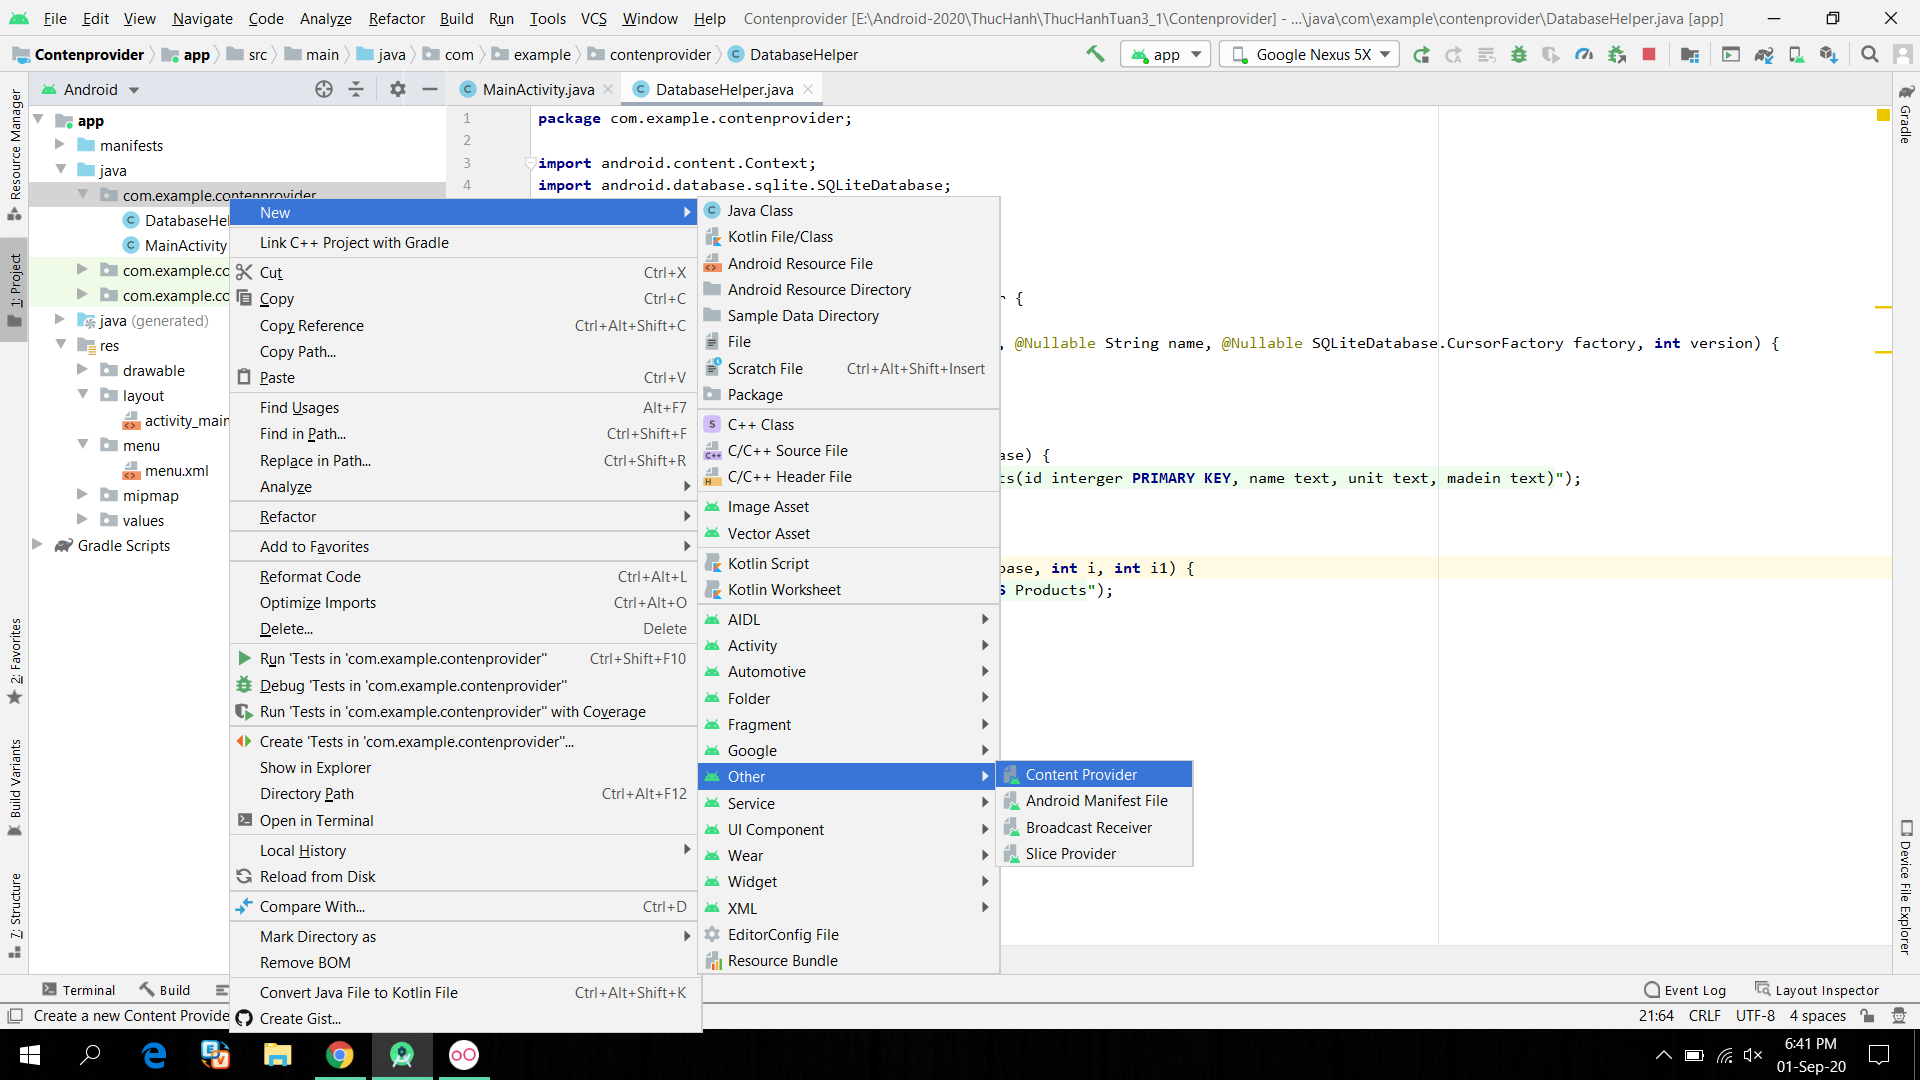 File Edit View Navigate Code Analyze Refactor Build Run Tools VCS Window Help Contenprovider [E:\Android-2020\ThucHanh\ThucHanhTuan3_1\Contenprovider] - ...\java\com\example\contenprovider\DatabaseHelper.java [app]
Contenprovider app src main java com example contenprovider DatabaseHelper app Google Nexus 5X
Android
MainActivity.java DatabaseHelper.java
Resource Manager
1: Project
2: Favorites
Build Variants
7: Structure
app
manifests
java
com.example.contenprovider
DatabaseHel
MainActivity
com.example.co
com.example.co
java (generated)
res
drawable
layout
activity_main
menu
menu.xml
mipmap
values
Gradle Scripts
1 package com.example.contenprovider;
2
3 import android.content.Context;
4 import android.database.sqlite.SQLiteDatabase;
r {
, @Nullable String name, @Nullable SQLiteDatabase.CursorFactory factory, int version) {
ase) {
ts(id interger PRIMARY KEY, name text, unit text, madein text)");
base, int i, int i1) {
S Products");
New
Link C++ Project with Gradle
Cut Ctrl+X
Copy Ctrl+C
Copy Reference Ctrl+Alt+Shift+C
Copy Path...
Paste Ctrl+V
Find Usages Alt+F7
Find in Path... Ctrl+Shift+F
Replace in Path... Ctrl+Shift+R
Analyze
Refactor
Add to Favorites
Reformat Code Ctrl+Alt+L
Optimize Imports Ctrl+Alt+O
Delete... Delete
Run 'Tests in 'com.example.contenprovider'' Ctrl+Shift+F10
Debug 'Tests in 'com.example.contenprovider''
Run 'Tests in 'com.example.contenprovider'' with Coverage
Create 'Tests in 'com.example.contenprovider''...
Show in Explorer
Directory Path Ctrl+Alt+F12
Open in Terminal
Local History
Reload from Disk
Compare With... Ctrl+D
Mark Directory as
Remove BOM
Convert Java File to Kotlin File Ctrl+Alt+Shift+K
Create Gist...
Java Class
Kotlin File/Class
Android Resource File
Android Resource Directory
Sample Data Directory
File
Scratch File Ctrl+Alt+Shift+Insert
Package
C++ Class
C/C++ Source File
C/C++ Header File
Image Asset
Vector Asset
Kotlin Script
Kotlin Worksheet
AIDL
Activity
Automotive
Folder
Fragment
Google
Other
Service
UI Component
Wear
Widget
XML
EditorConfig File
Resource Bundle
Content Provider
Android Manifest File
Broadcast Receiver
Slice Provider
Gradle
Device File Explorer
Terminal Build Event Log Layout Inspector
Create a new Content Provide 21:64 CRLF UTF-8 4 spaces
6:41 PM
01-Sep-20